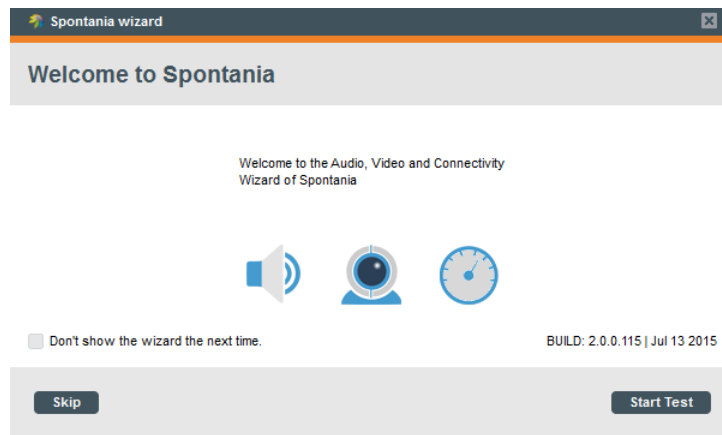 Spontania wizard
Welcome to Spontania
Welcome to the Audio, Video and Connectivity
Wizard of Spontania
Don't show the wizard the next time.
BUILD: 2.0.0.115 | Jul 13 2015
Skip
Start Test